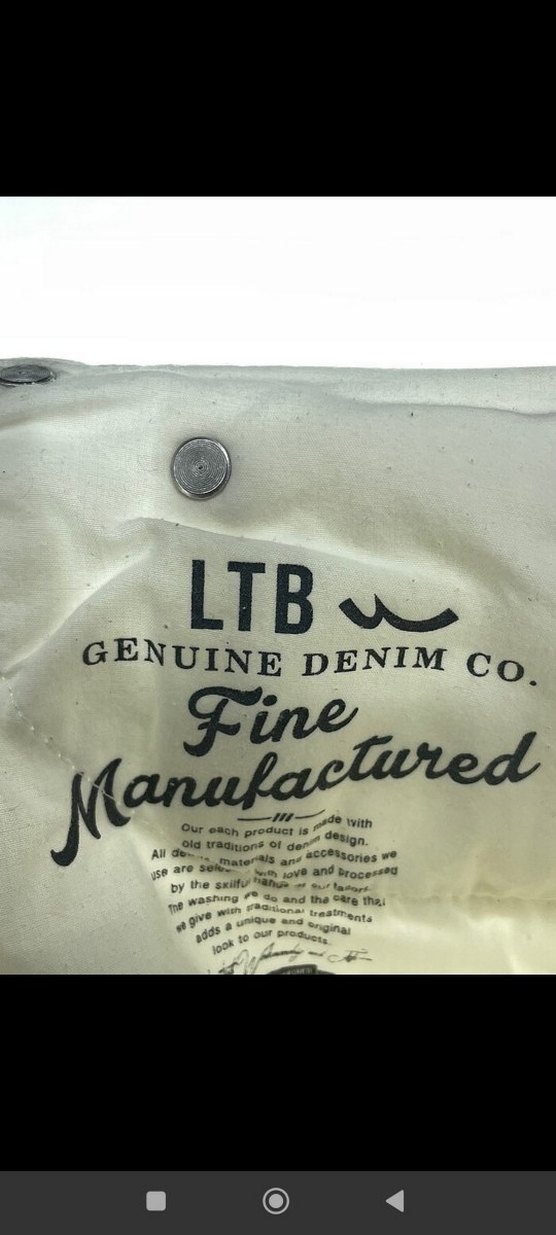 LTB
GENUINE DENIM CO.
Fine
Manufactured
Our each product is made with
old traditions of denim design.
All materials and accessories we
use are with love and processed
by the skilful hands our tailors
The washing we do and the care that
we give with traditional treatments
adds a unique and original
look to our products.